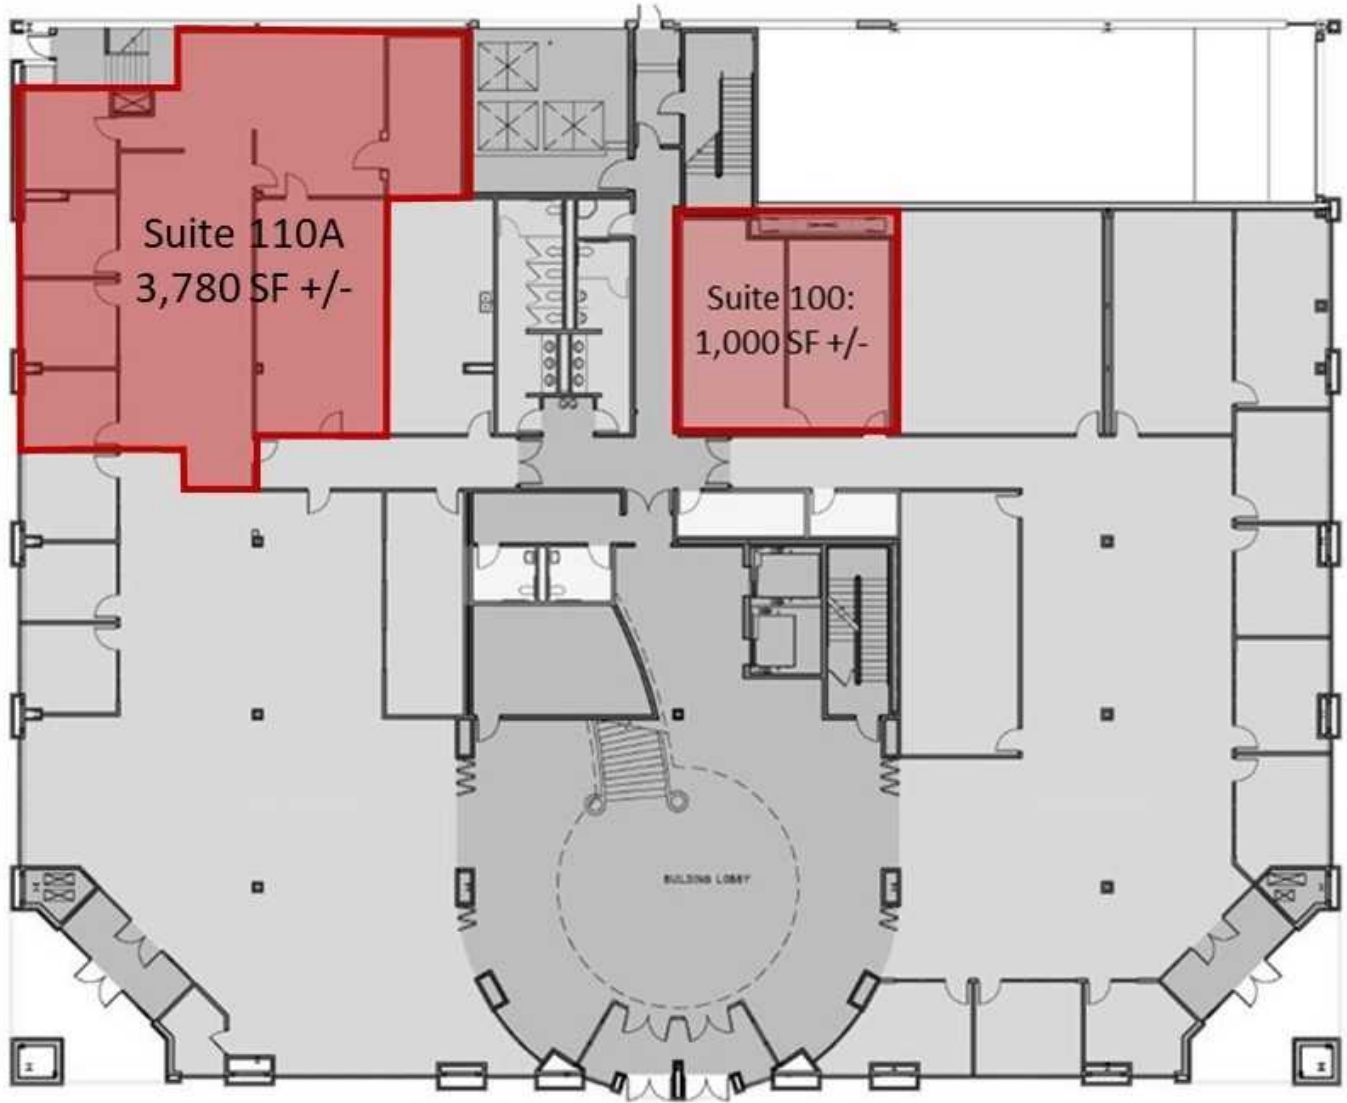 Suite 110A
3,780 SF +/-
Suite 100:
1,000 SF +/-
BUILDING LOBBY